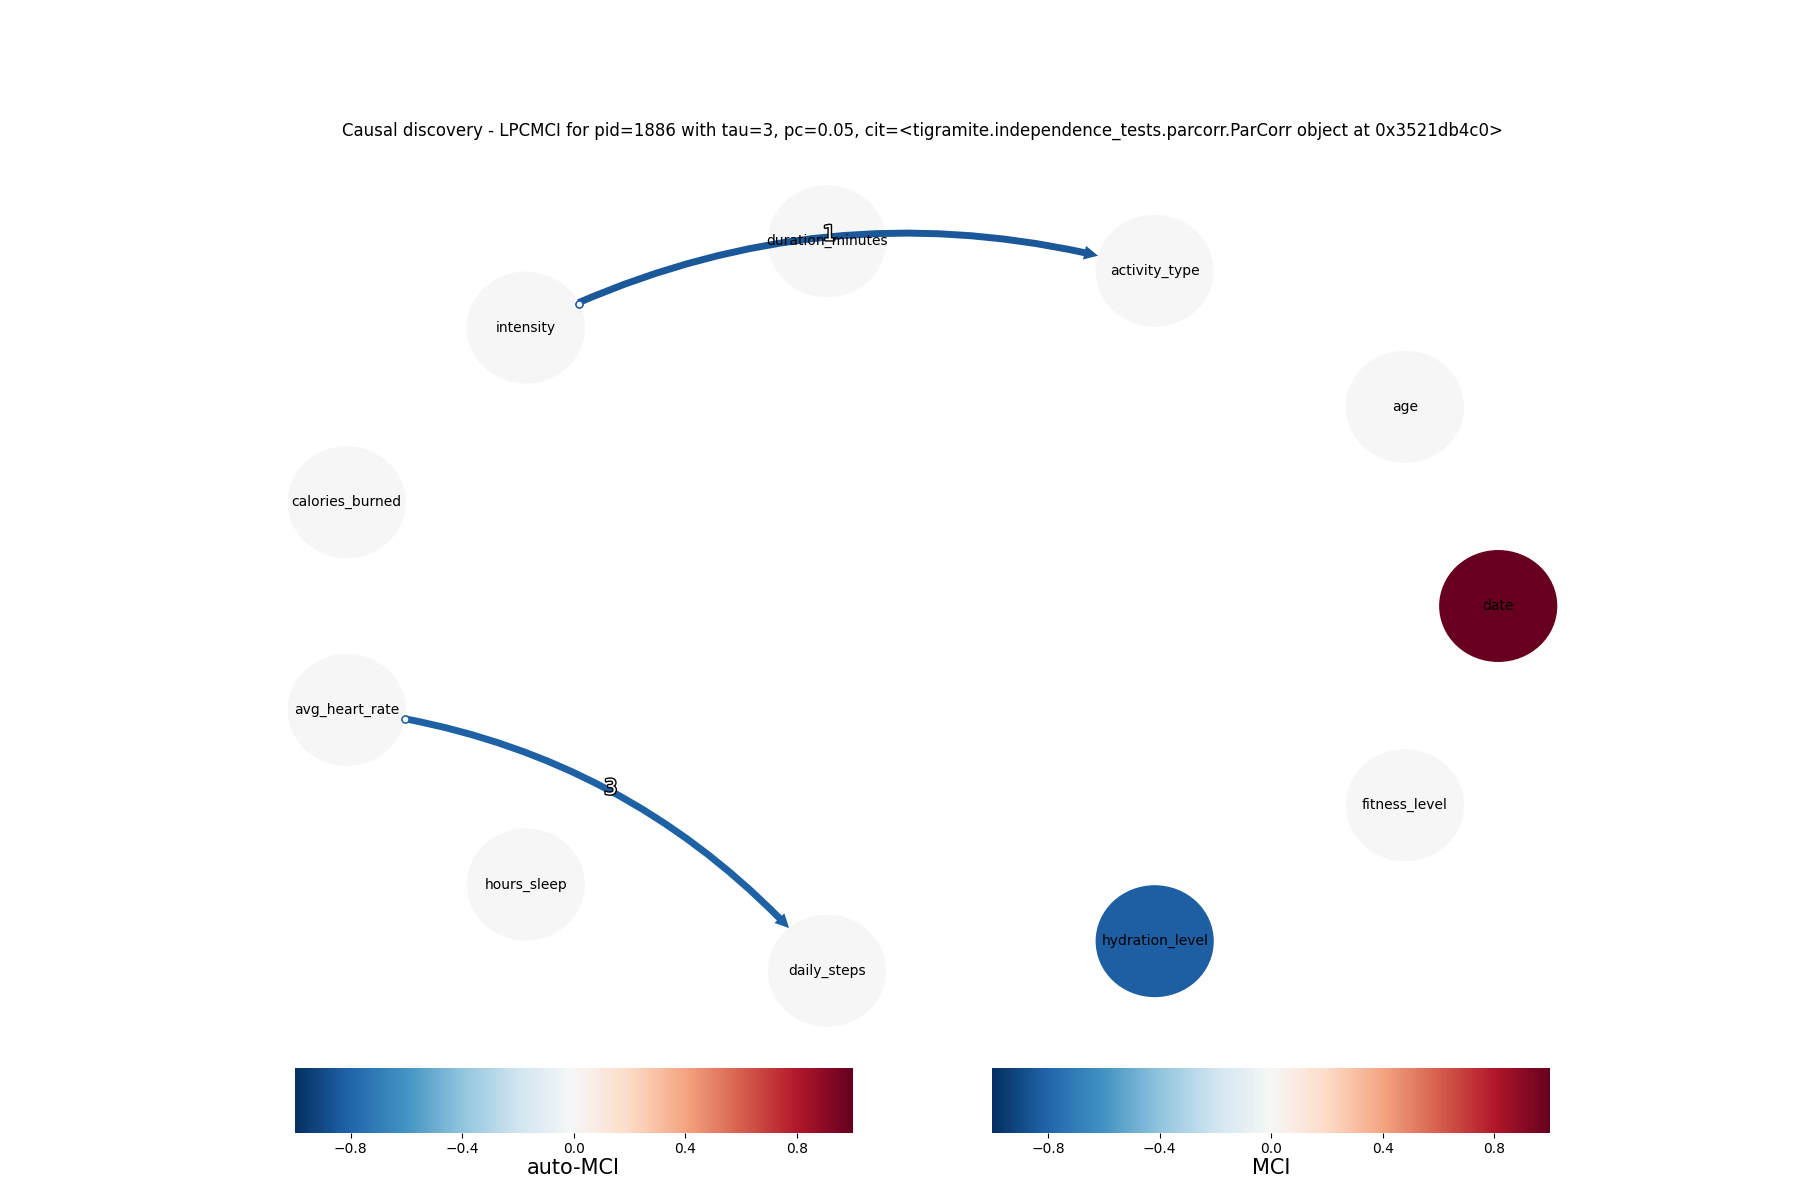 Causal discovery - LPCMCI for pid=1886 with tau=3, pc=0.05, cit=<tigramite.independence_tests.parcorr.ParCorr object at 0x3521db4c0>
1
duration_minutes
activity_type
intensity
age
calories_burned
date
avg_heart_rate
3
fitness_level
hours_sleep
hydration_level
daily_steps
−0.8 −0.4 0.0 0.4 0.8
auto-MCI
−0.8 −0.4 0.0 0.4 0.8
MCI